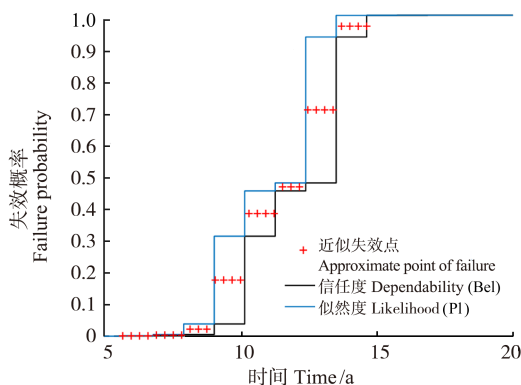 失效概率
Failure probability
1.0
0.9
0.8
0.7
0.6
0.5
0.4
0.3
0.2
0.1
0
近似失效点
Approximate point of failure
信任度 Dependability (Bel)
似然度 Likelihood (Pl)
5
10
15
20
时间 Time/a